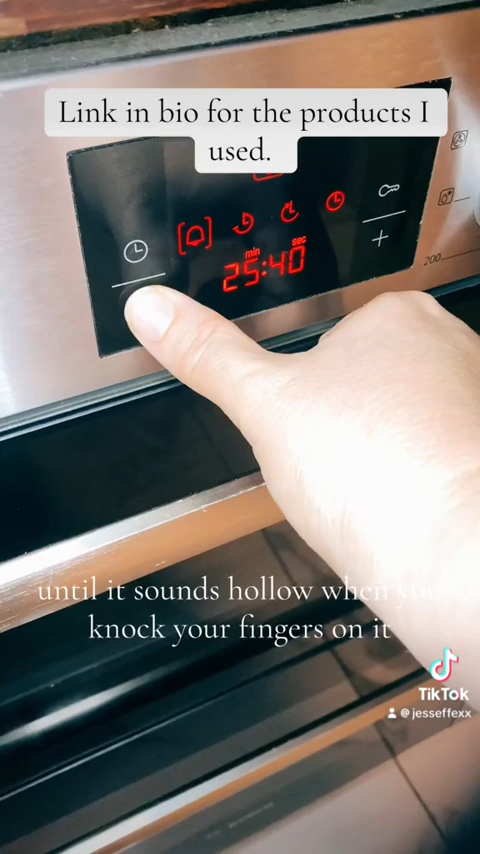 Link in bio for the products I
used.
min sec
25:40
200
until it sounds hollow when your
knock your fingers on it
TikTok
@jesseffexx